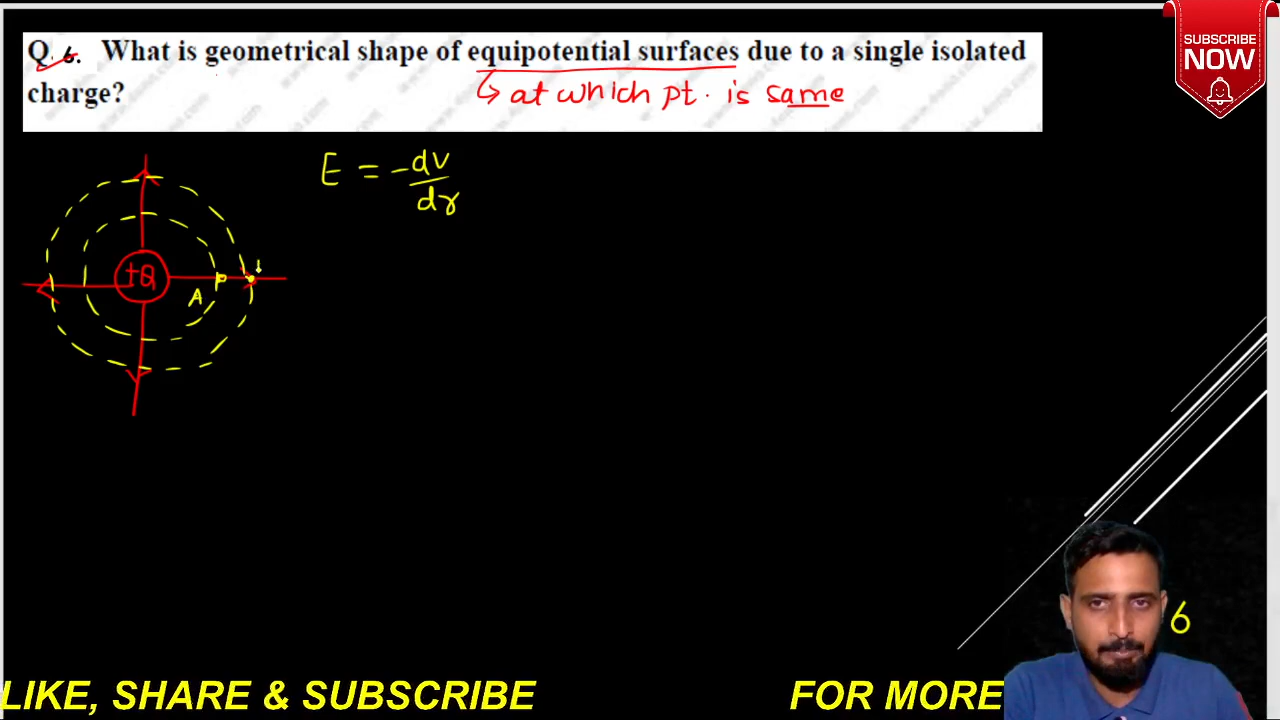 SUBSCRIBE
NOW
Q. 6. What is geometrical shape of equipotential surfaces due to a single isolated
charge?
↳ at which pt. is same
E = -dv/dr
+Q
P
A
6
LIKE, SHARE & SUBSCRIBE
FOR MORE